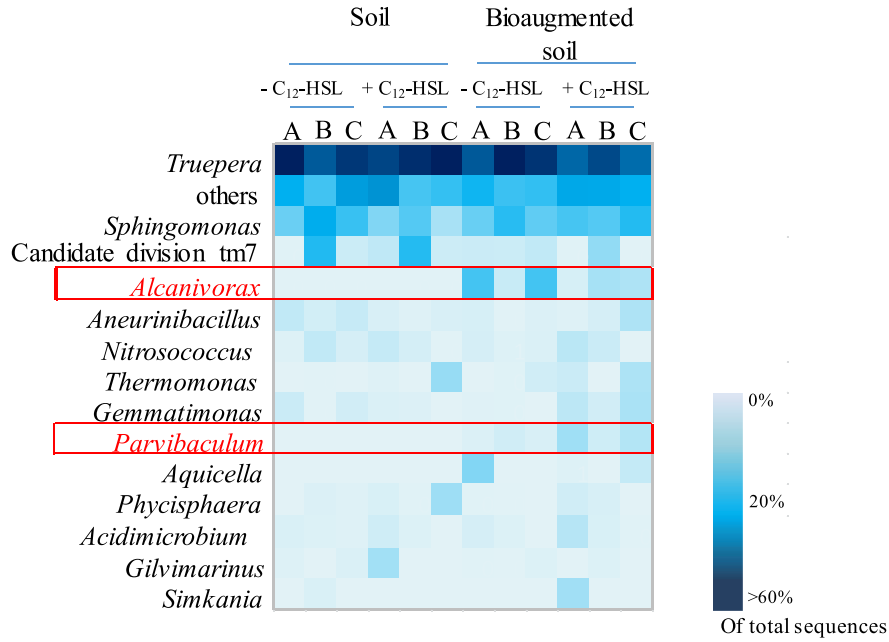 Soil
Bioaugmented
soil
- C₁₂-HSL + C₁₂-HSL - C₁₂-HSL + C₁₂-HSL
A B C A B C A B C A B C
Truepera
others
Sphingomonas
Candidate division tm7
Alcanivorax
Aneurinibacillus
Nitrosococcus
Thermomonas
Gemmatimonas
Parvibaculum
Aquicella
Phycisphaera
Acidimicrobium
Gilvimarinus
Simkania
0%
20%
>60%
Of total sequences